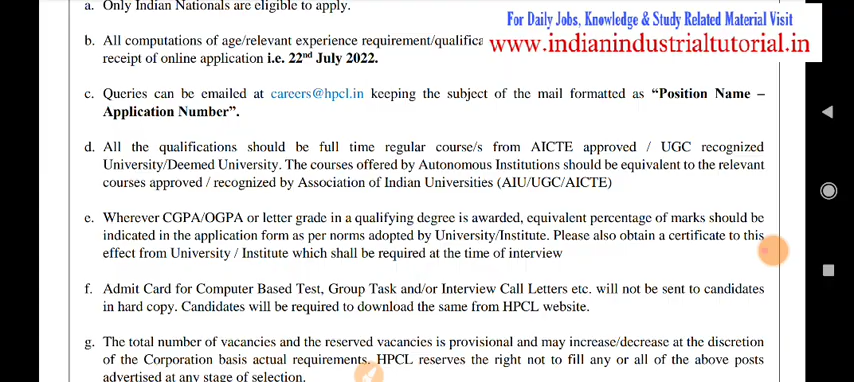 a. Only Indian Nationals are eligible to apply.
For Daily Jobs, Knowledge & Study Related Material Visit
www.indianindustrialtutorial.in
b. All computations of age/relevant experience requirement/qualifica
receipt of online application i.e. 22nd July 2022.
c. Queries can be emailed at careers@hpcl.in keeping the subject of the mail formatted as “Position Name –
Application Number”.
d. All the qualifications should be full time regular course/s from AICTE approved / UGC recognized
University/Deemed University. The courses offered by Autonomous Institutions should be equivalent to the relevant
courses approved / recognized by Association of Indian Universities (AIU/UGC/AICTE)
e. Wherever CGPA/OGPA or letter grade in a qualifying degree is awarded, equivalent percentage of marks should be
indicated in the application form as per norms adopted by University/Institute. Please also obtain a certificate to this
effect from University / Institute which shall be required at the time of interview
f. Admit Card for Computer Based Test, Group Task and/or Interview Call Letters etc. will not be sent to candidates
in hard copy. Candidates will be required to download the same from HPCL website.
g. The total number of vacancies and the reserved vacancies is provisional and may increase/decrease at the discretion
of the Corporation basis actual requirements. HPCL reserves the right not to fill any or all of the above posts
advertised at any stage of selection.